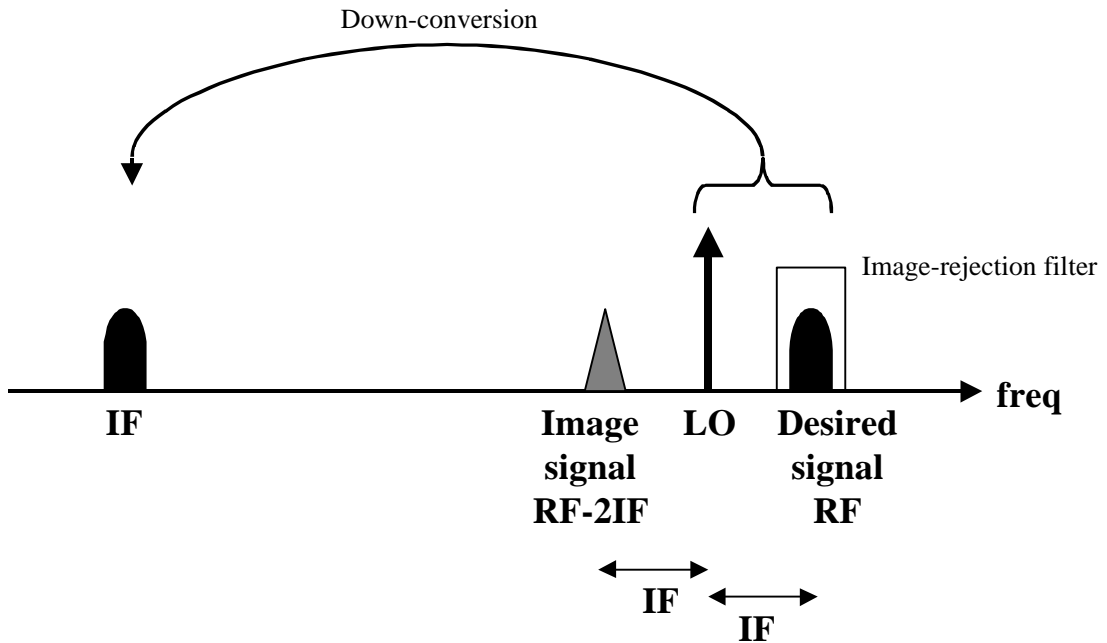 Down-conversion
Image-rejection filter
freq
IF
Image
signal
RF-2IF
LO
Desired
signal
RF
IF
IF